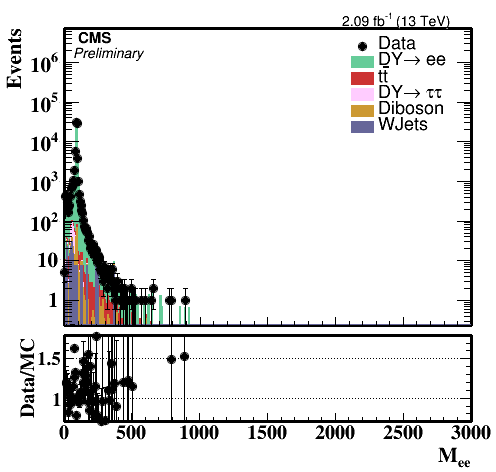 2.09 fb⁻¹ (13 TeV)
CMS
Preliminary
Events
Data
DY→ ee
tt̄
DY→ ττ
Diboson
WJets
10⁶
10⁵
10⁴
10³
10²
10
1
Data/MC
1.5
1
0 500 1000 1500 2000 2500 3000
M_ee